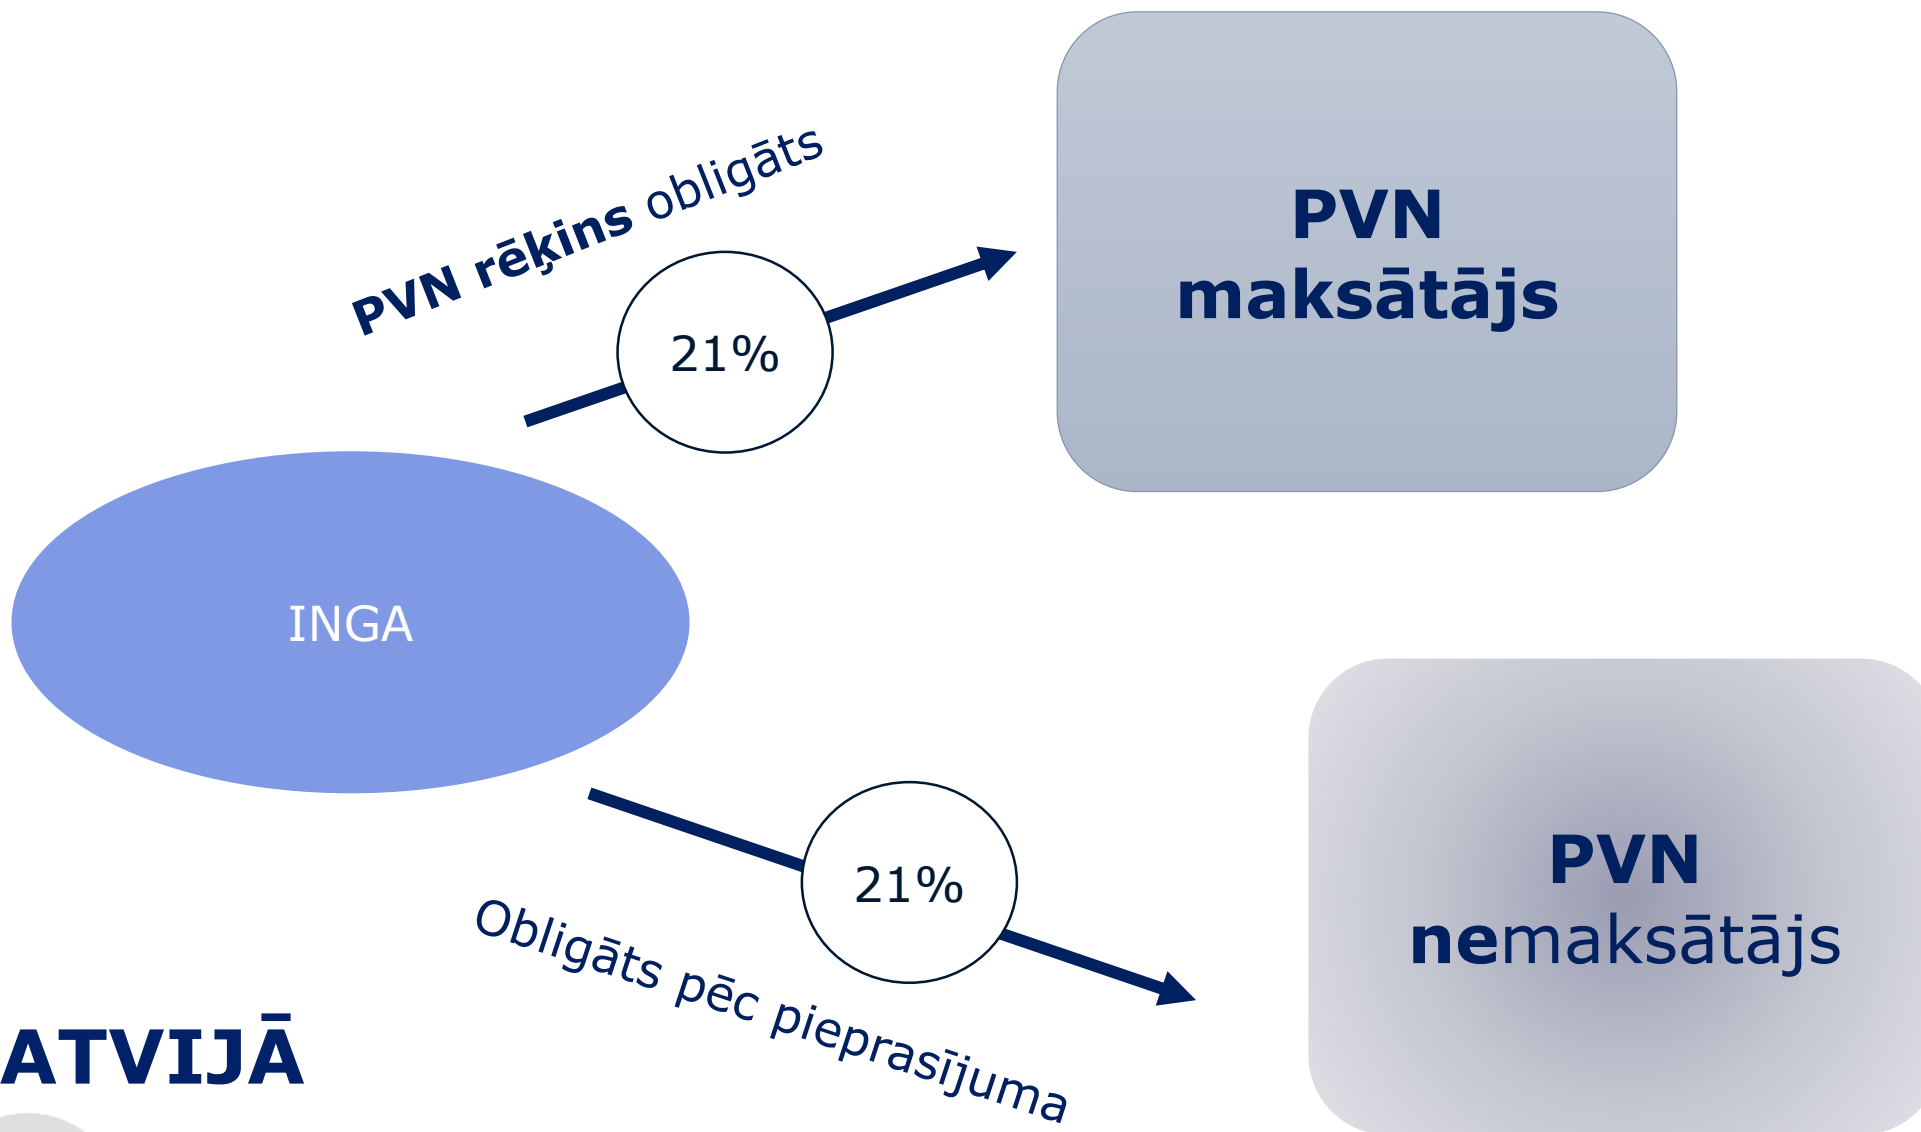 PVN rēķins obligāts
21%
PVN
maksātājs
INGA
21%
Obligāts pēc pieprasījuma
PVN
nemaksātājs
ATVIJĀ